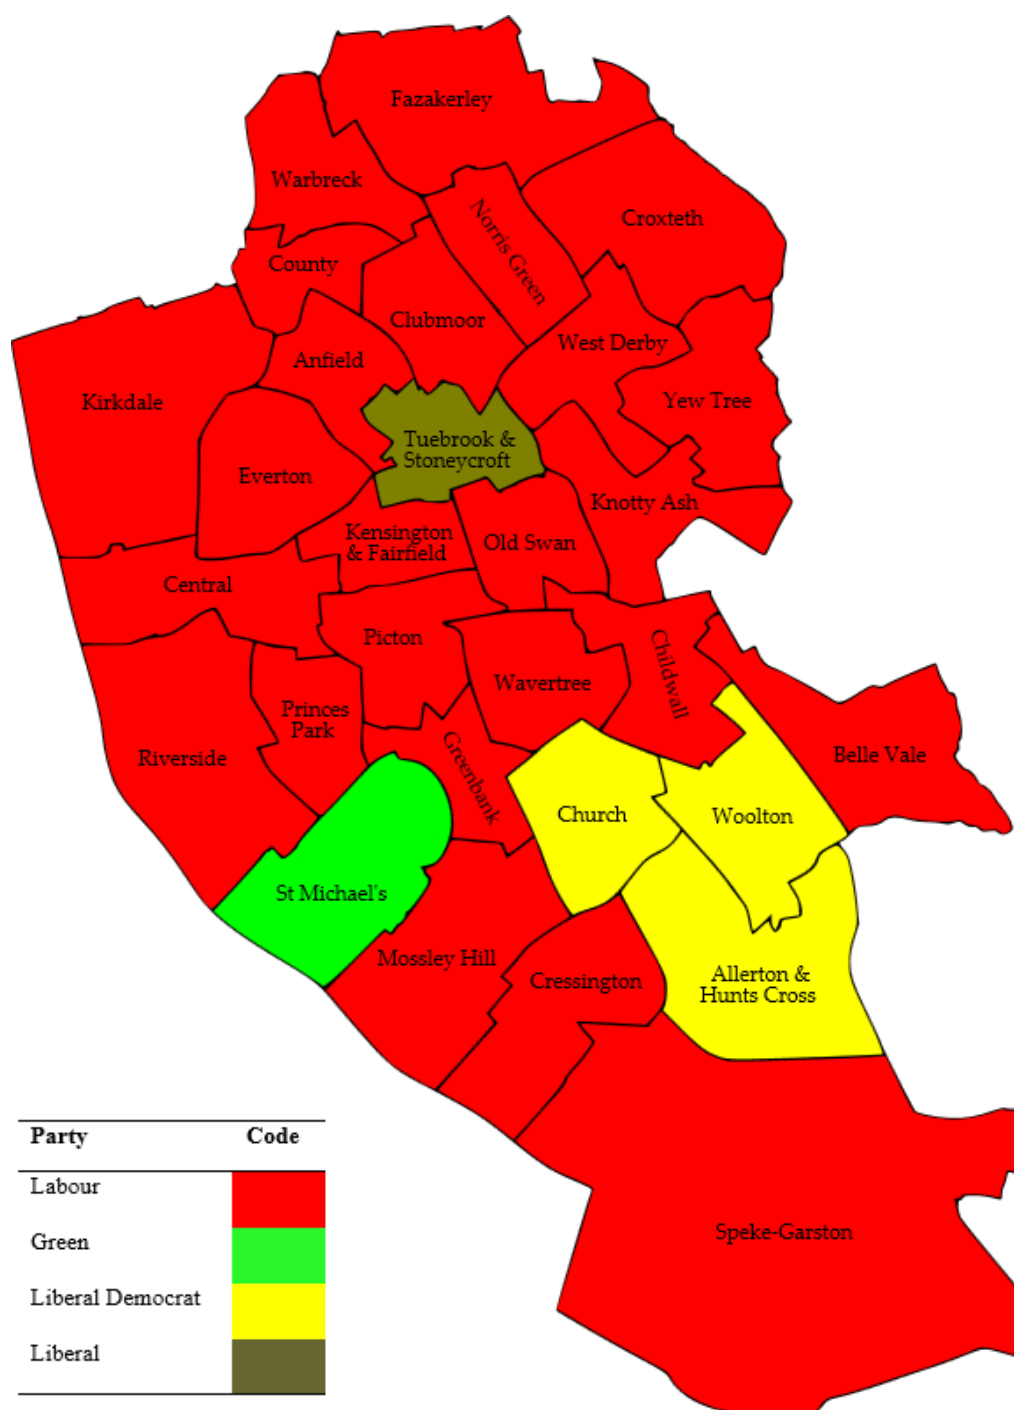 Fazakerley
Warbreck
Norris Green
Croxteth
County
Clubmoor
West Derby
Anfield
Kirkdale
Yew Tree
Tuebrook &
Stoneycroft
Everton
Knotty Ash
Kensington
& Fairfield
Old Swan
Central
Picton
Childwall
Wavertree
Princes
Park
Riverside
Greenbank
Belle Vale
Church
Woolton
St Michael's
Mossley Hill
Cressington
Allerton &
Hunts Cross
Speke-Garston
Party Code
Labour
Green
Liberal Democrat
Liberal